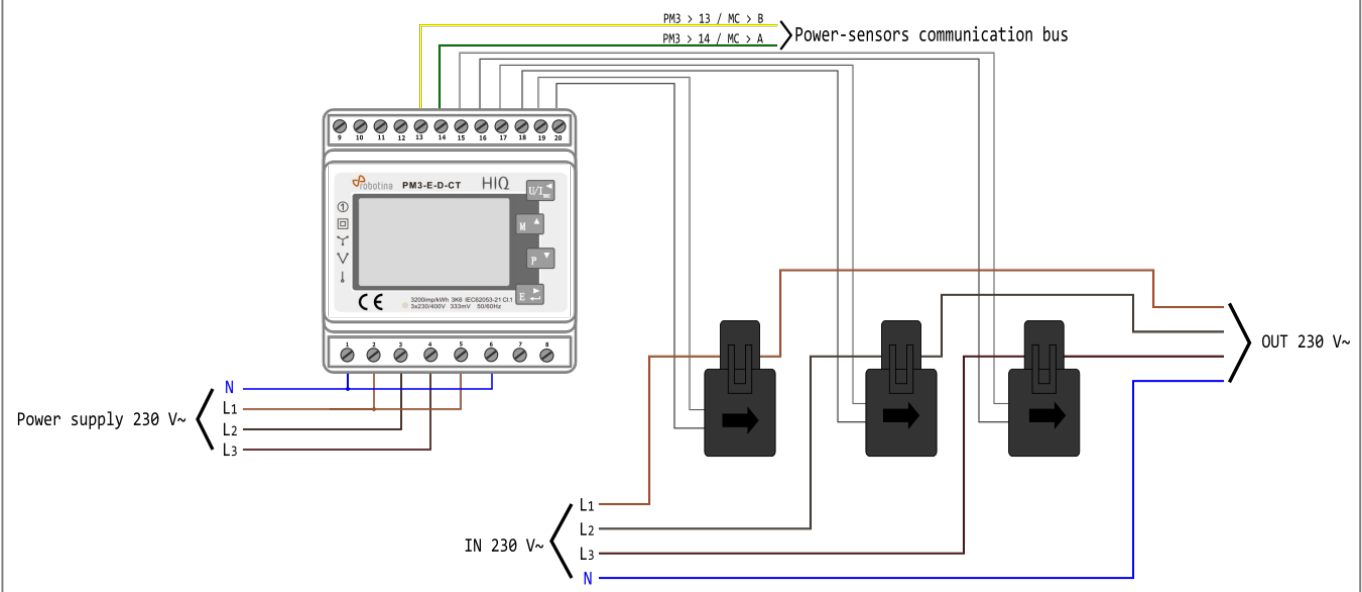 PM3 > 13 / MC > B
PM3 > 14 / MC > A
Power-sensors communication bus
9 10 11 12 13 14 15 16 17 18 19 20
robotina PM3-E-D-CT HIQ
U/I
M
P
E
1
CE
3200imp/kWh 3K6 IEC62053-21 Cl.1
3x230/400V 333mV 50/60Hz
1 2 3 4 5 6 7 8
Power supply 230 V~
N
L1
L2
L3
OUT 230 V~
IN 230 V~
L1
L2
L3
N